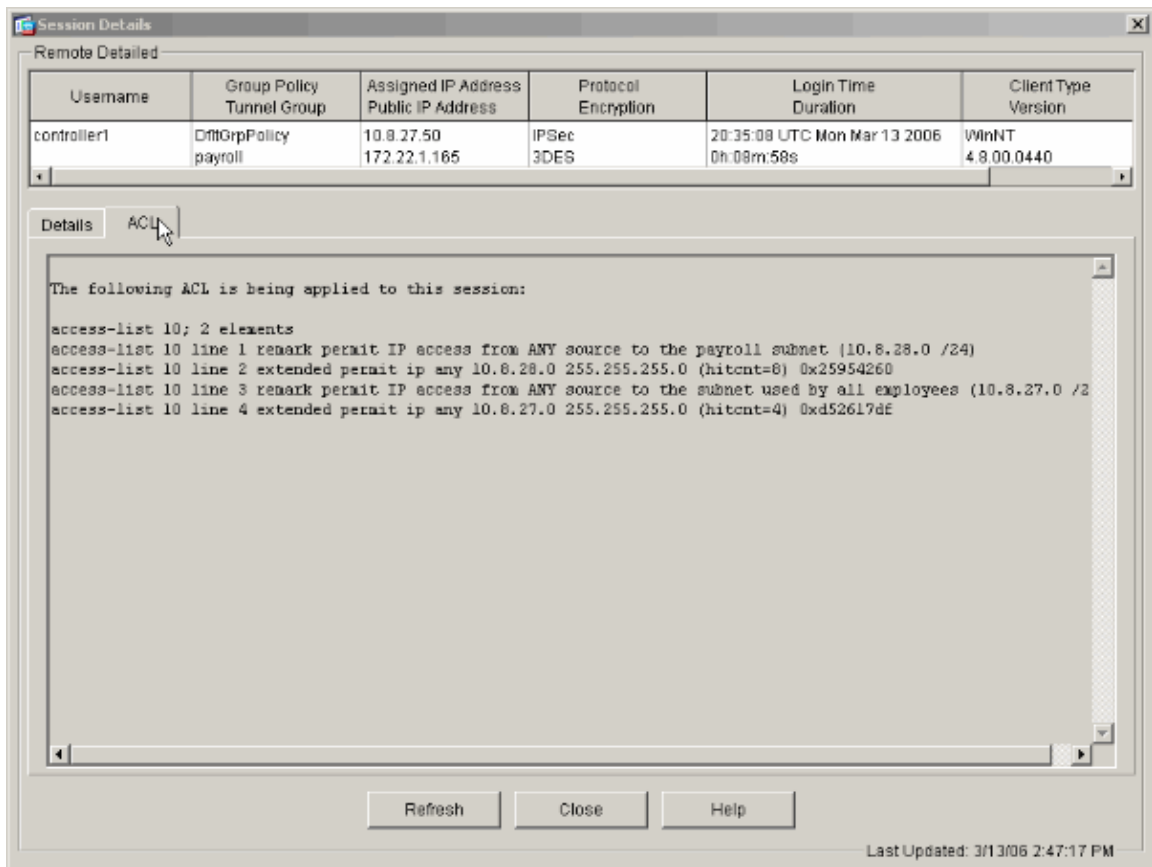 Session Details
Remote Detailed
Username
Group Policy
Tunnel Group
Assigned IP Address
Public IP Address
Protocol
Encryption
Login Time
Duration
Client Type
Version
controller1
DfltGrpPolicy
payroll
10.8.27.50
172.22.1.165
IPSec
3DES
20:35:08 UTC Mon Mar 13 2006
0h:08m:58s
WinNT
4.8.00.0440
Details
ACL
The following ACL is being applied to this session:
access-list 10; 2 elements
access-list 10 line 1 remark permit IP access from ANY source to the payroll subnet (10.8.28.0 /24)
access-list 10 line 2 extended permit ip any 10.8.28.0 255.255.255.0 (hitcnt=8) 0x25954260
access-list 10 line 3 remark permit IP access from ANY source to the subnet used by all employees (10.8.27.0 /2
access-list 10 line 4 extended permit ip any 10.8.27.0 255.255.255.0 (hitcnt=4) 0xd52617df
Refresh
Close
Help
Last Updated: 3/13/06 2:47:17 PM